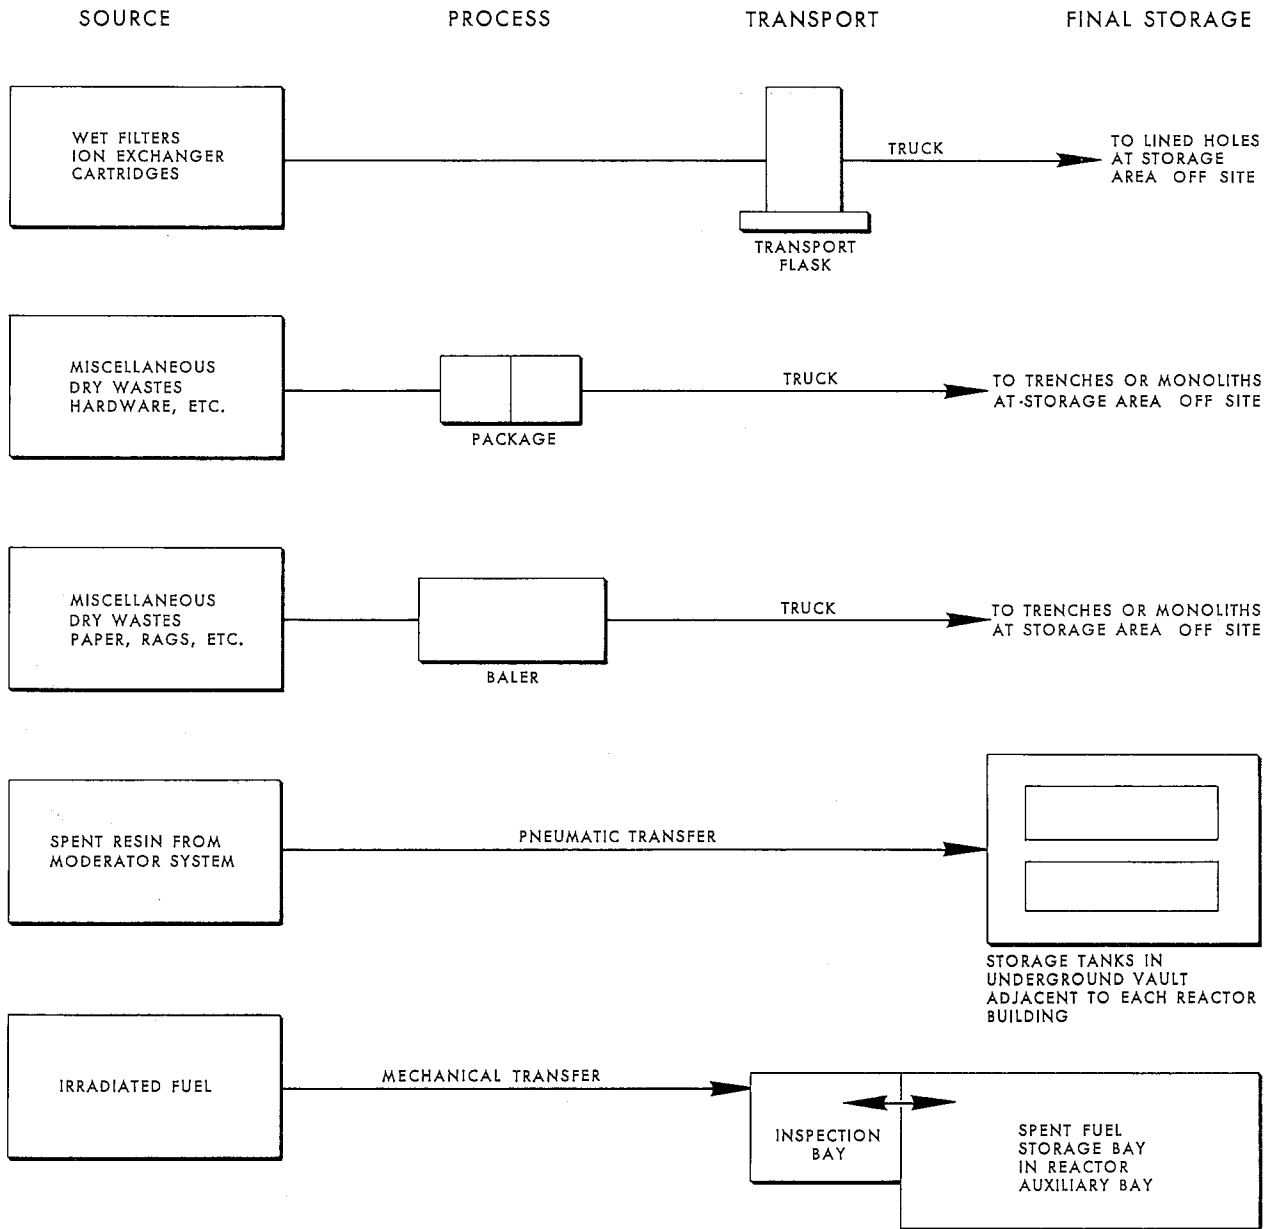 SOURCE PROCESS TRANSPORT FINAL STORAGE
WET FILTERS
ION EXCHANGER
CARTRIDGES
TRUCK
TO LINED HOLES
AT STORAGE
AREA OFF SITE
TRANSPORT
FLASK
MISCELLANEOUS
DRY WASTES
HARDWARE, ETC.
PACKAGE
TRUCK
TO TRENCHES OR MONOLITHS
AT-STORAGE AREA OFF SITE
MISCELLANEOUS
DRY WASTES
PAPER, RAGS, ETC.
BALER
TRUCK
TO TRENCHES OR MONOLITHS
AT STORAGE AREA OFF SITE
SPENT RESIN FROM
MODERATOR SYSTEM
PNEUMATIC TRANSFER
STORAGE TANKS IN
UNDERGROUND VAULT
ADJACENT TO EACH REACTOR
BUILDING
IRRADIATED FUEL
MECHANICAL TRANSFER
INSPECTION
BAY
SPENT FUEL
STORAGE BAY
IN REACTOR
AUXILIARY BAY